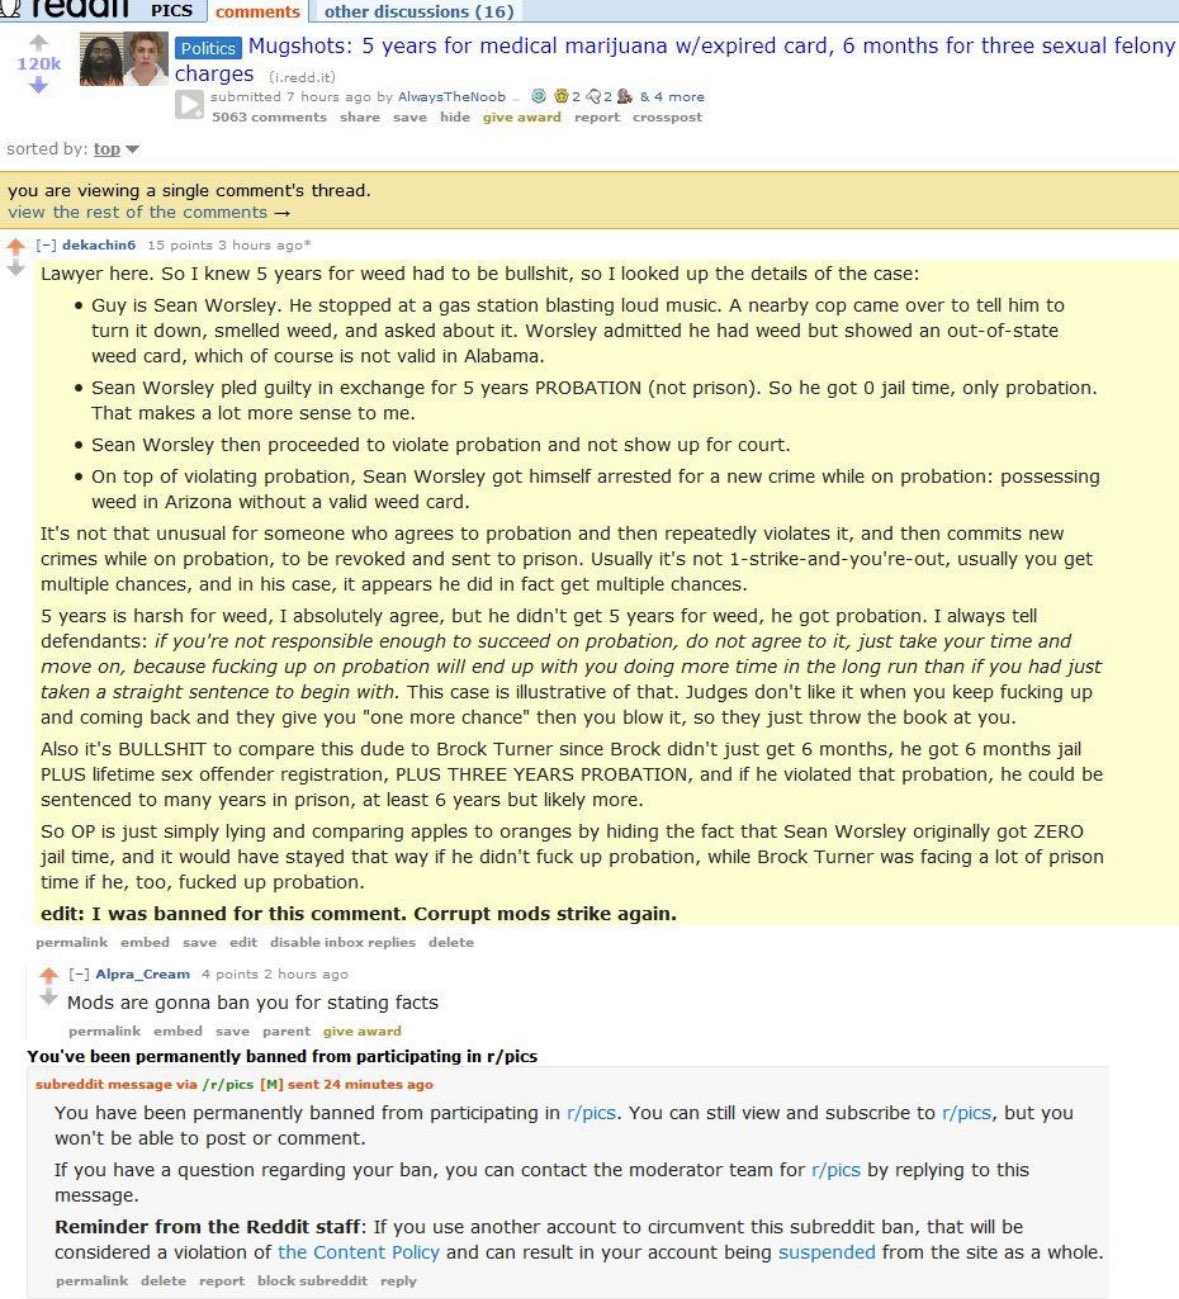 reddit PICS comments other discussions (16)
120k
Politics Mugshots: 5 years for medical marijuana w/expired card, 6 months for three sexual felony
charges (i.redd.it)
submitted 7 hours ago by AlwaysTheNoob 2 2 & 4 more
5063 comments share save hide give award report crosspost
sorted by: top
you are viewing a single comment's thread.
view the rest of the comments →
[–] dekachin6 15 points 3 hours ago*
Lawyer here. So I knew 5 years for weed had to be bullshit, so I looked up the details of the case:
• Guy is Sean Worsley. He stopped at a gas station blasting loud music. A nearby cop came over to tell him to
turn it down, smelled weed, and asked about it. Worsley admitted he had weed but showed an out-of-state
weed card, which of course is not valid in Alabama.
• Sean Worsley pled guilty in exchange for 5 years PROBATION (not prison). So he got 0 jail time, only probation.
That makes a lot more sense to me.
• Sean Worsley then proceeded to violate probation and not show up for court.
• On top of violating probation, Sean Worsley got himself arrested for a new crime while on probation: possessing
weed in Arizona without a valid weed card.
It's not that unusual for someone who agrees to probation and then repeatedly violates it, and then commits new
crimes while on probation, to be revoked and sent to prison. Usually it's not 1-strike-and-you're-out, usually you get
multiple chances, and in his case, it appears he did in fact get multiple chances.
5 years is harsh for weed, I absolutely agree, but he didn't get 5 years for weed, he got probation. I always tell
defendants: if you're not responsible enough to succeed on probation, do not agree to it, just take your time and
move on, because fucking up on probation will end up with you doing more time in the long run than if you had just
taken a straight sentence to begin with. This case is illustrative of that. Judges don't like it when you keep fucking up
and coming back and they give you "one more chance" then you blow it, so they just throw the book at you.
Also it's BULLSHIT to compare this dude to Brock Turner since Brock didn't just get 6 months, he got 6 months jail
PLUS lifetime sex offender registration, PLUS THREE YEARS PROBATION, and if he violated that probation, he could be
sentenced to many years in prison, at least 6 years but likely more.
So OP is just simply lying and comparing apples to oranges by hiding the fact that Sean Worsley originally got ZERO
jail time, and it would have stayed that way if he didn't fuck up probation, while Brock Turner was facing a lot of prison
time if he, too, fucked up probation.
edit: I was banned for this comment. Corrupt mods strike again.
permalink embed save edit disable inbox replies delete
[–] Alpra_Cream 4 points 2 hours ago
Mods are gonna ban you for stating facts
permalink embed save parent give award
You've been permanently banned from participating in r/pics
subreddit message via /r/pics [M] sent 24 minutes ago
You have been permanently banned from participating in r/pics. You can still view and subscribe to r/pics, but you
won't be able to post or comment.
If you have a question regarding your ban, you can contact the moderator team for r/pics by replying to this
message.
Reminder from the Reddit staff: If you use another account to circumvent this subreddit ban, that will be
considered a violation of the Content Policy and can result in your account being suspended from the site as a whole.
permalink delete report block subreddit reply